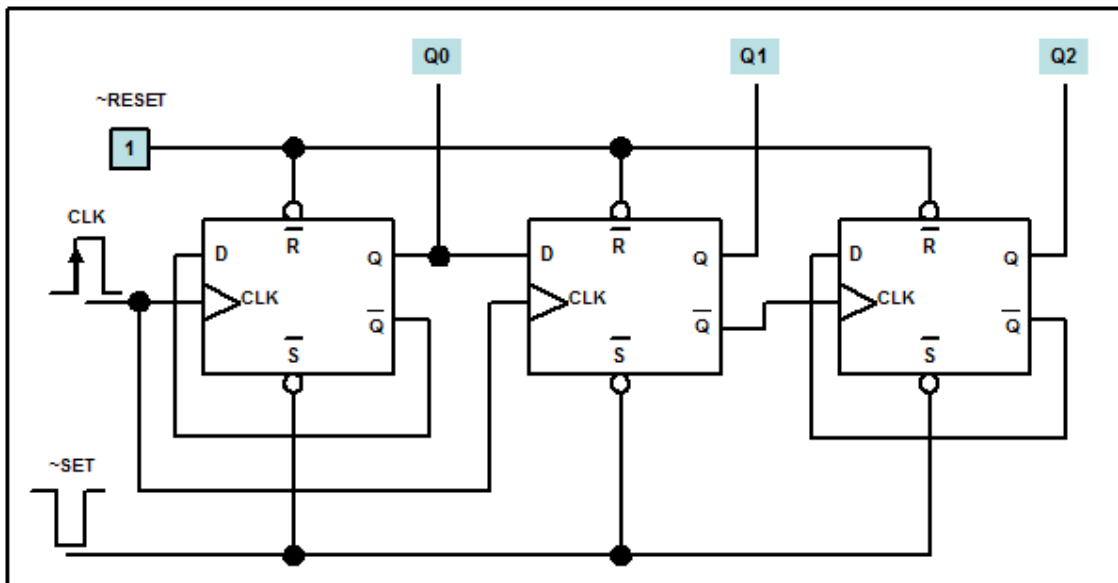 Q0 Q1 Q2
~RESET
1
CLK
R̅ R̅ R̅
D Q D Q D Q
CLK CLK CLK
Q̅ Q̅ Q̅
S̅ S̅ S̅
~SET